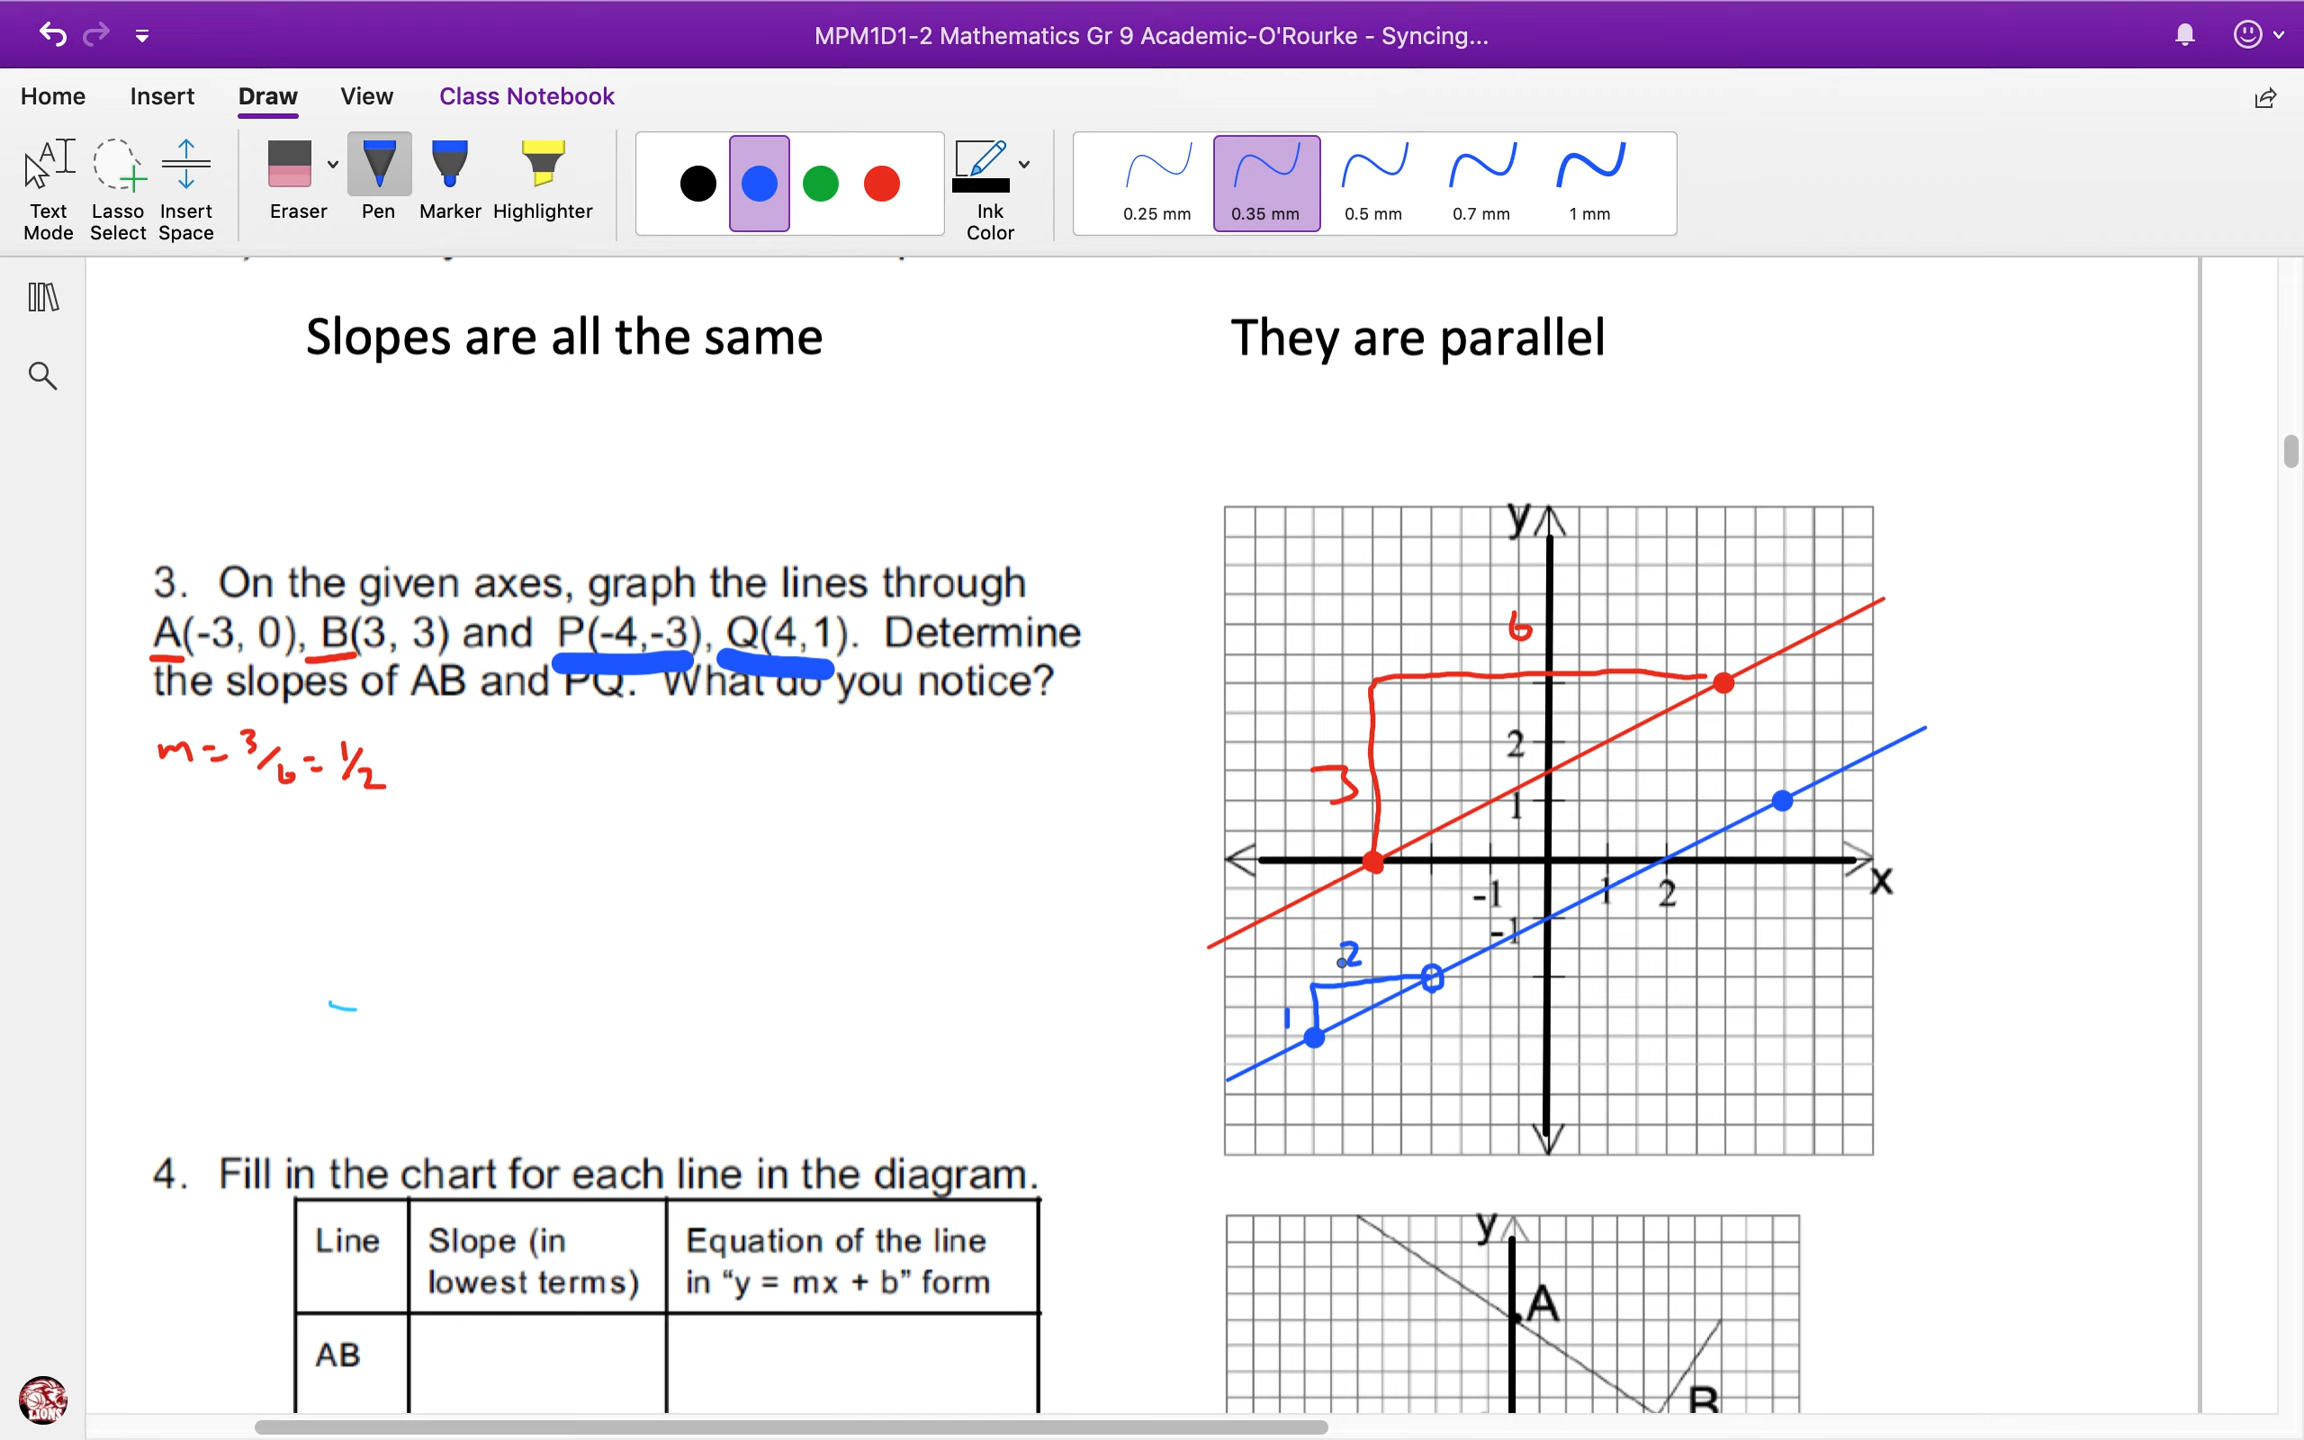 MPM1D1-2 Mathematics Gr 9 Academic-O'Rourke - Syncing...
Home Insert Draw View Class Notebook
Text Mode
Lasso Select
Insert Space
Eraser
Pen
Marker
Highlighter
Ink Color
0.25 mm
0.35 mm
0.5 mm
0.7 mm
1 mm
Slopes are all the same
They are parallel
3. On the given axes, graph the lines through
A(-3, 0), B(3, 3) and P(-4,-3), Q(4,1). Determine
the slopes of AB and PQ. What do you notice?
m = 3/6 = 1/2
y
6
3
2
1
-1
1
2
x
-1
2
1
4. Fill in the chart for each line in the diagram.
Line
Slope (in
lowest terms)
Equation of the line
in “y = mx + b” form
AB
y
A
B
LIONS